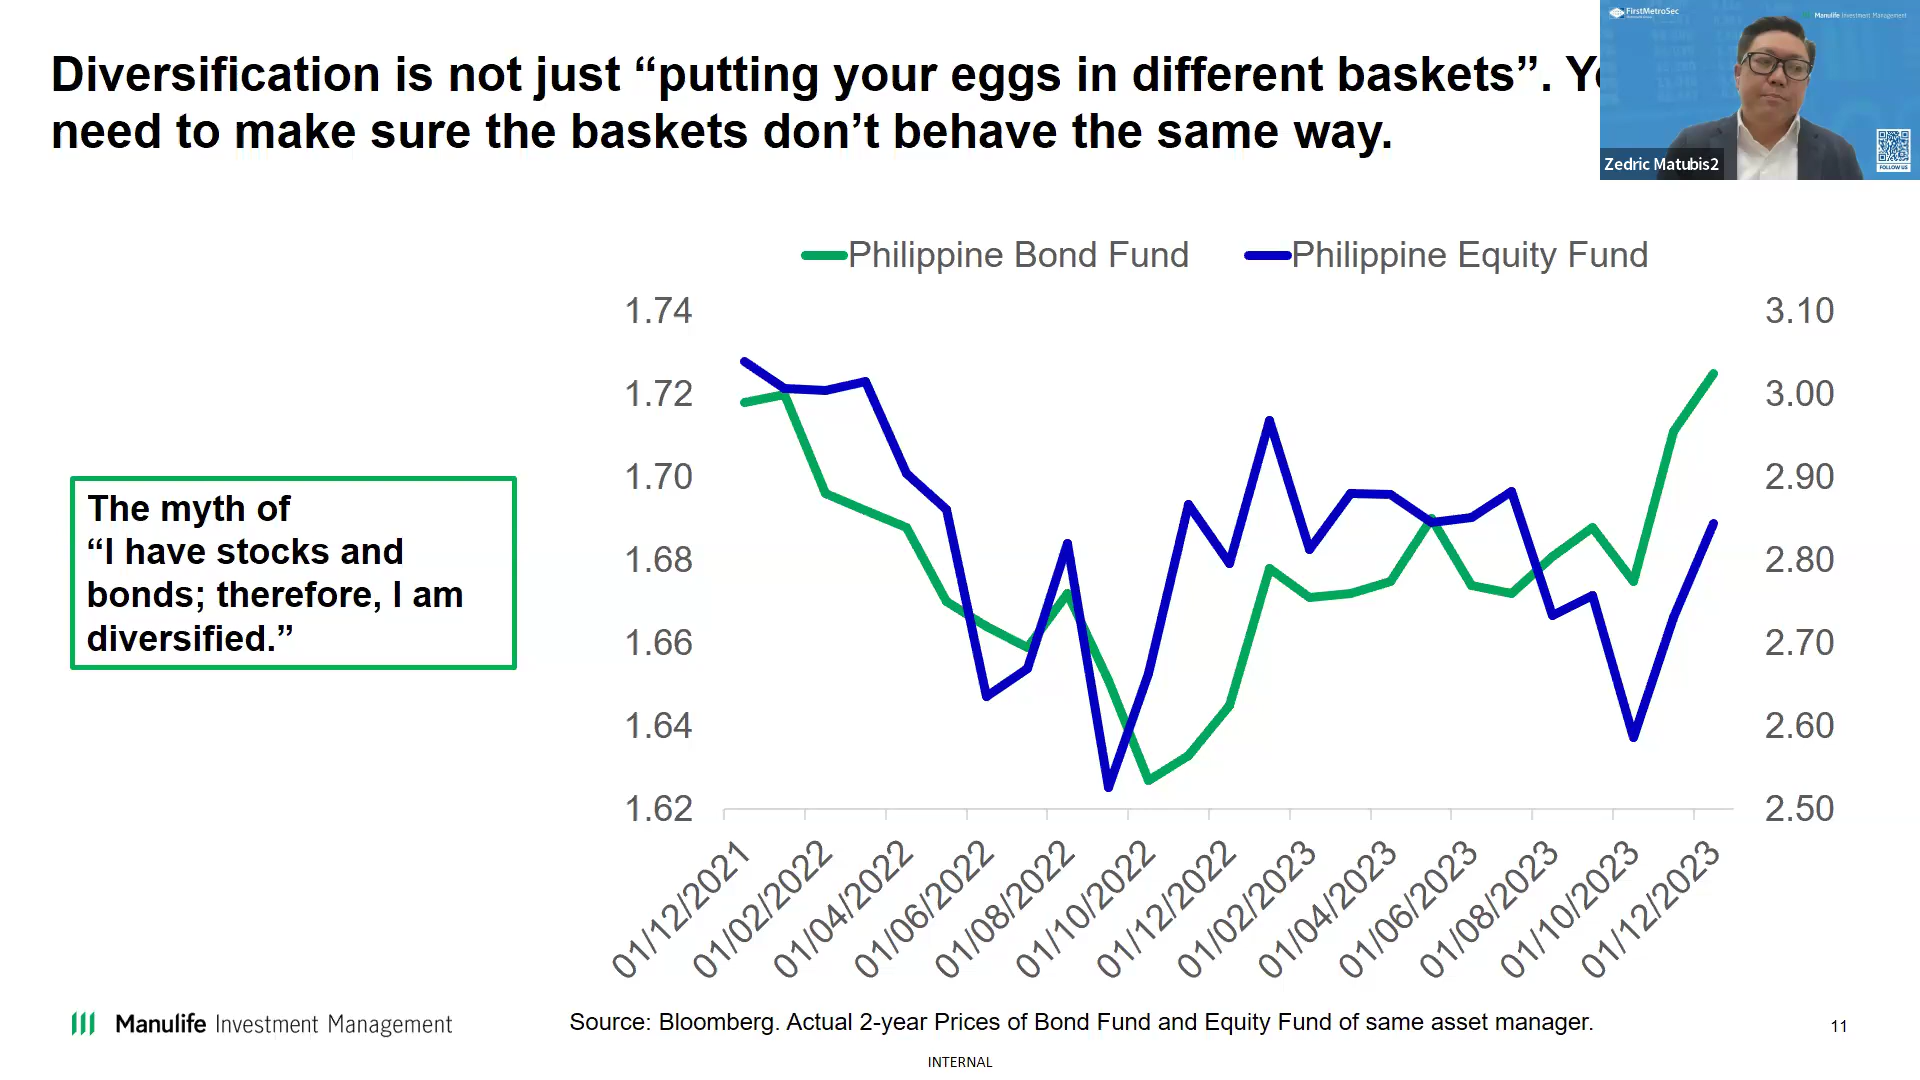 FirstMetroSec
Manulife Investment Management
Diversification is not just “putting your eggs in different baskets”. Y
need to make sure the baskets don’t behave the same way.
Zedric Matubis2
FOLLOW US
Philippine Bond Fund
Philippine Equity Fund
1.74
1.72
1.70
1.68
1.66
1.64
1.62
3.10
3.00
2.90
2.80
2.70
2.60
2.50
The myth of
“I have stocks and
bonds; therefore, I am
diversified.”
01/12/2021
01/02/2022
01/04/2022
01/06/2022
01/08/2022
01/10/2022
01/12/2022
01/02/2023
01/04/2023
01/06/2023
01/08/2023
01/10/2023
01/12/2023
Manulife Investment Management
Source: Bloomberg. Actual 2-year Prices of Bond Fund and Equity Fund of same asset manager.
11
INTERNAL